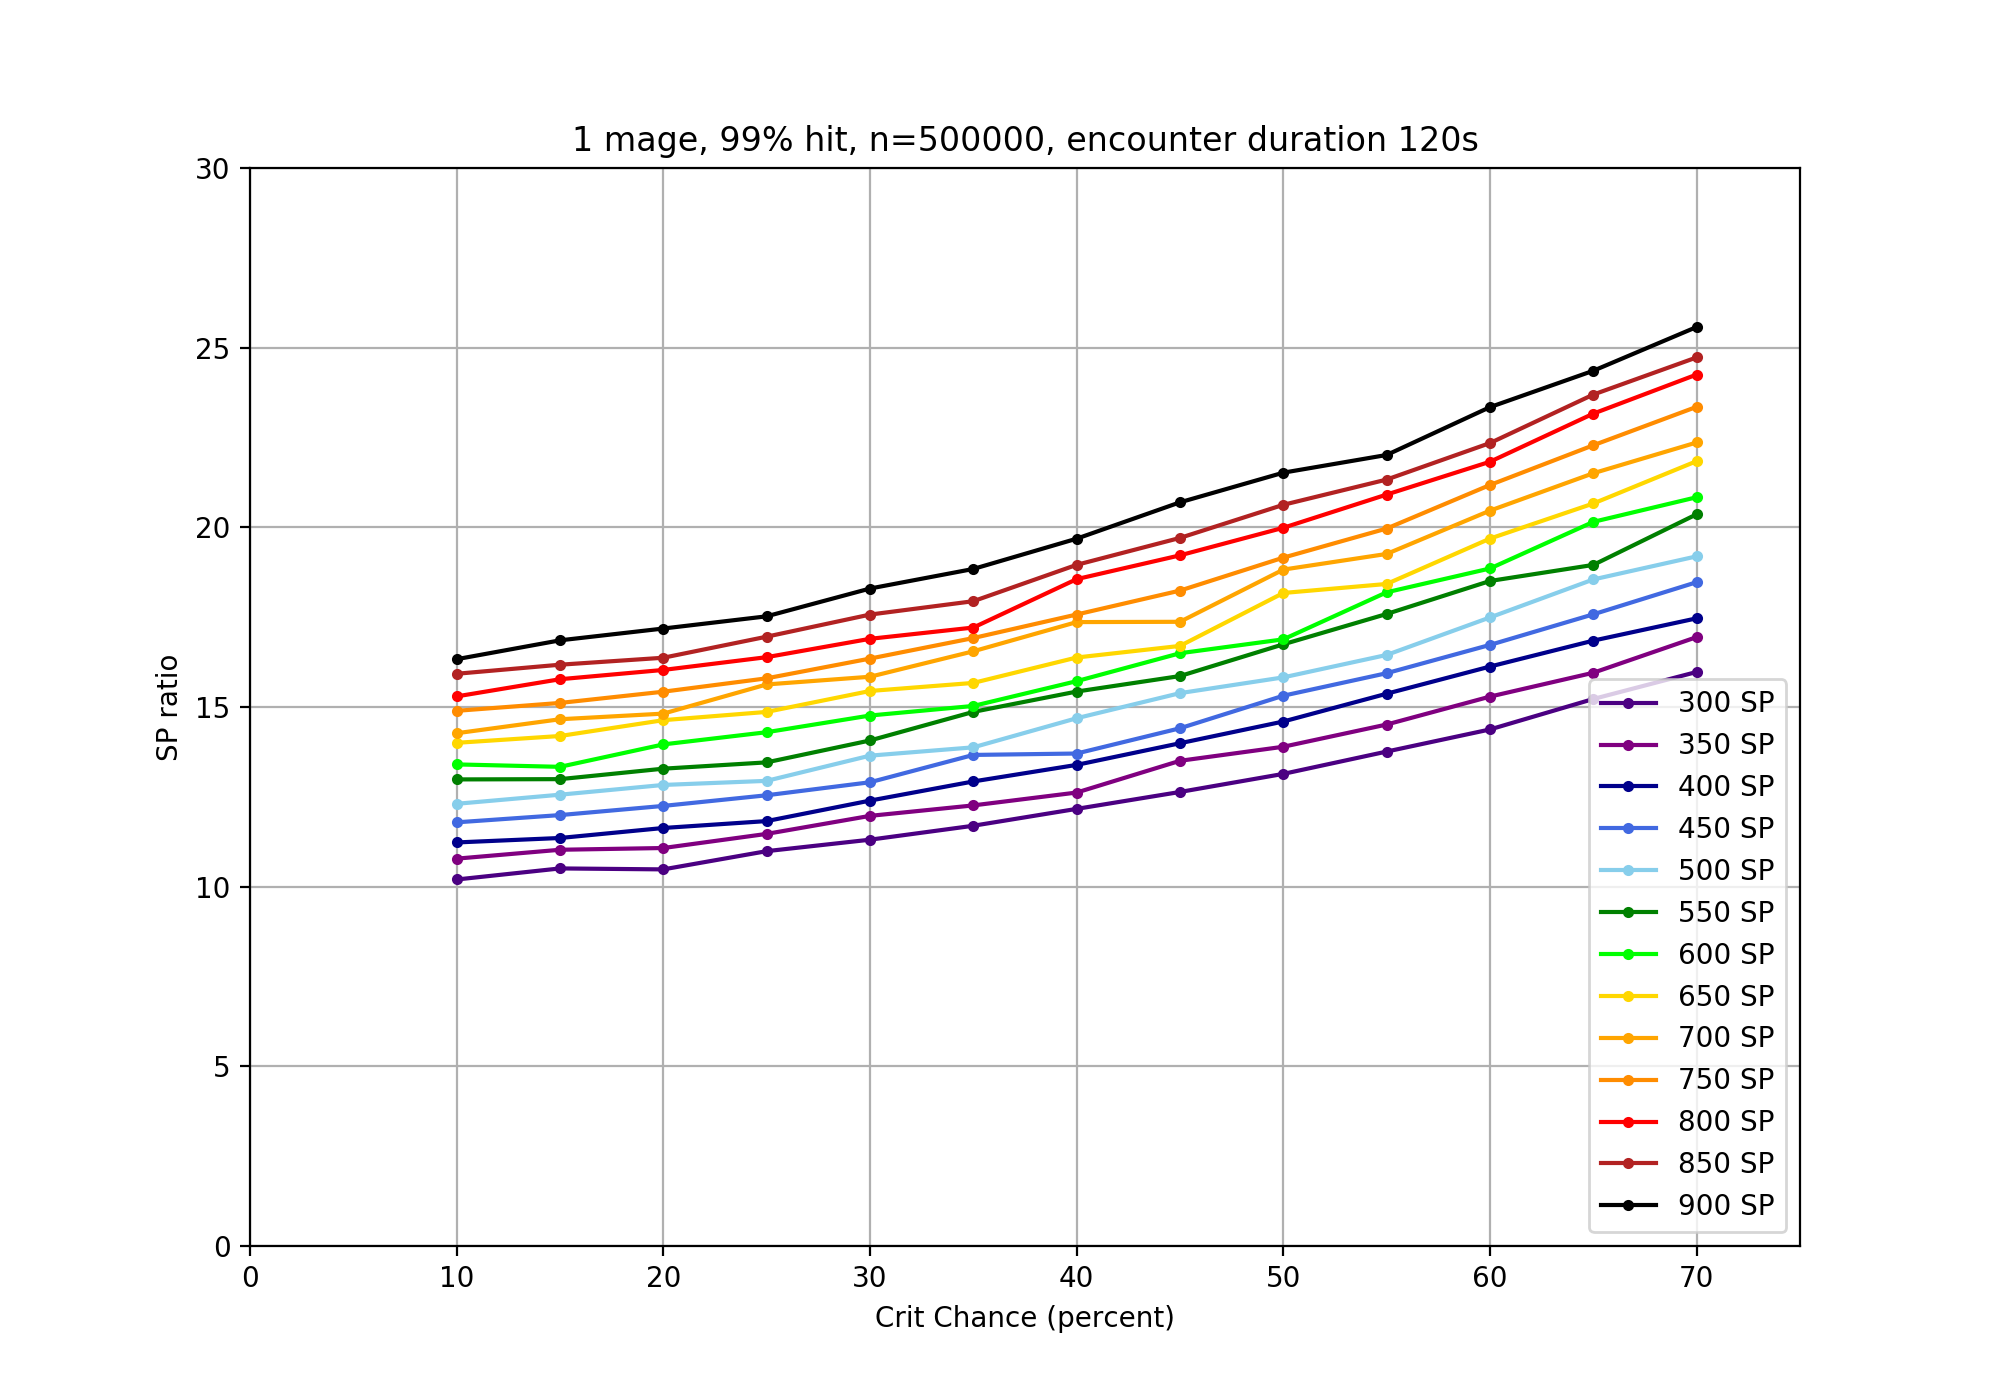 1 mage, 99% hit, n=500000, encounter duration 120s
30
25
20
15
10
5
0
SP ratio
0 10 20 30 40 50 60 70
Crit Chance (percent)
300 SP
350 SP
400 SP
450 SP
500 SP
550 SP
600 SP
650 SP
700 SP
750 SP
800 SP
850 SP
900 SP